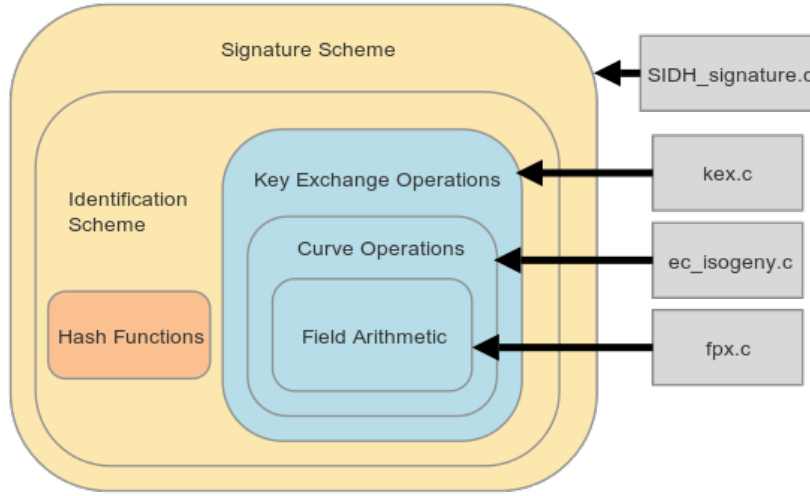 Signature Scheme
SIDH_signature.c
kex.c
Key Exchange Operations
Identification
Scheme
Curve Operations
ec_isogeny.c
Hash Functions
Field Arithmetic
fpx.c